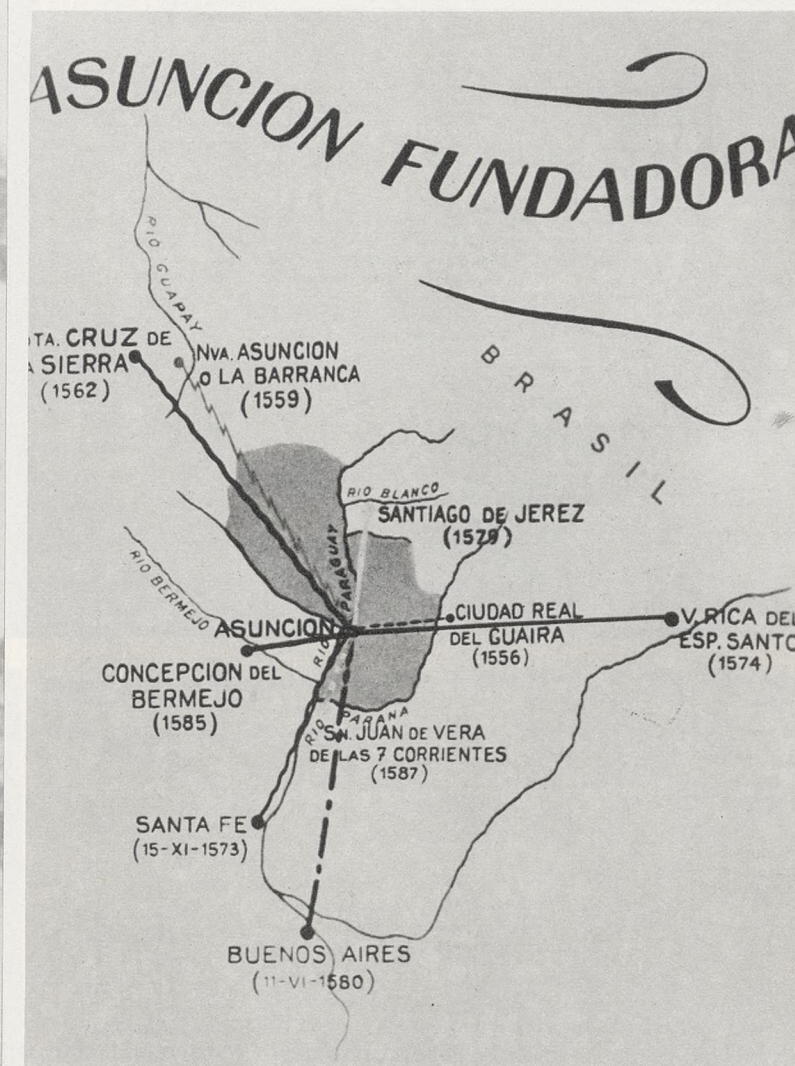 ASUNCION FUNDADORA
RIO GUAPAY
TA. CRUZ DE
A SIERRA
(1562)
NVA. ASUNCION
O LA BARRANCA
(1559)
BRASIL
RIO BLANCO
SANTIAGO DE JEREZ
(1579)
RIO PARAGUAY
RIO BERMEJO
ASUNCION
CIUDAD REAL
DEL GUAIRA
(1556)
V. RICA DEL
ESP. SANTO
(1574)
CONCEPCION DEL
BERMEJO
(1585)
RIO PARANA
SN. JUAN DE VERA
DE LAS 7 CORRIENTES
(1587)
SANTA FE
(15-XI-1573)
BUENOS AIRES
(11-VI-1580)